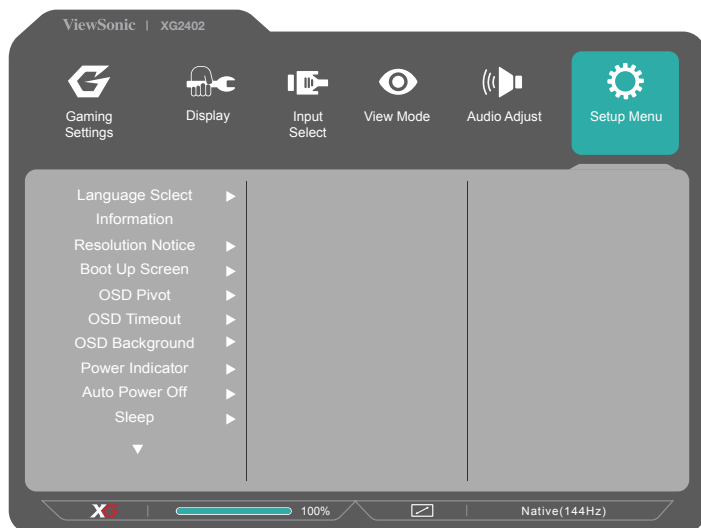 ViewSonic | XG2402
Gaming
Settings
Display
Input
Select
View Mode
Audio Adjust
Setup Menu
Language Sclect
Information
Resolution Notice
Boot Up Screen
OSD Pivot
OSD Timeout
OSD Background
Power Indicator
Auto Power Off
Sleep
XG | 100% | Native(144Hz)